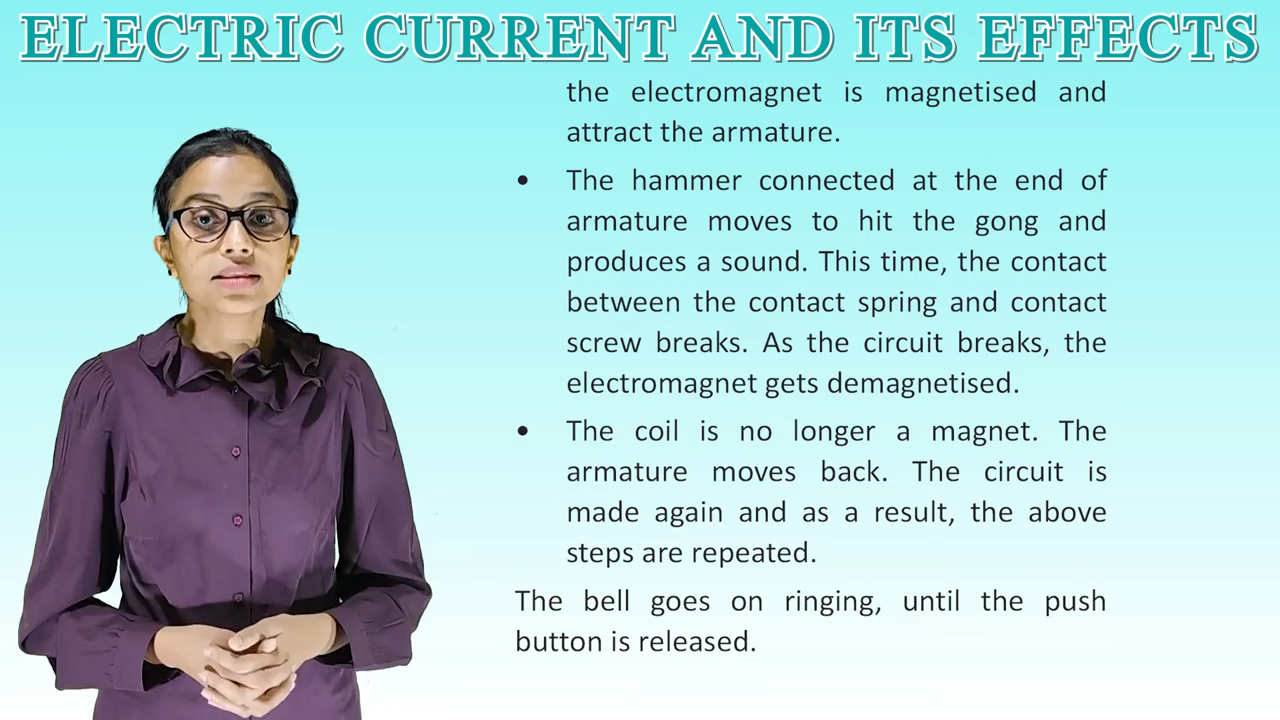 ELECTRIC CURRENT AND ITS EFFECTS
the electromagnet is magnetised and
attract the armature.
• The hammer connected at the end of
armature moves to hit the gong and
produces a sound. This time, the contact
between the contact spring and contact
screw breaks. As the circuit breaks, the
electromagnet gets demagnetised.
• The coil is no longer a magnet. The
armature moves back. The circuit is
made again and as a result, the above
steps are repeated.
The bell goes on ringing, until the push
button is released.